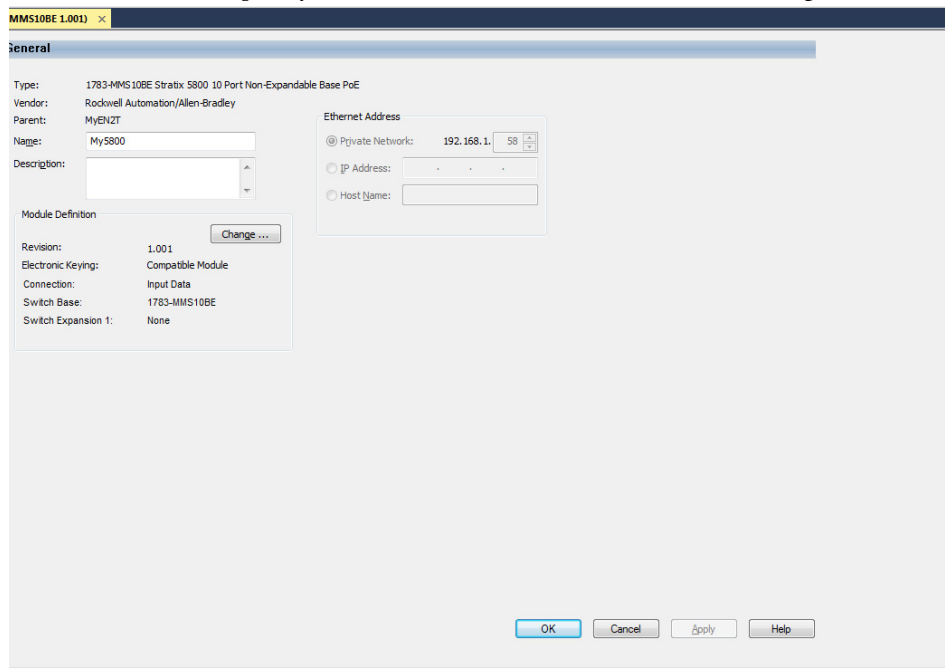 MMS10BE 1.001) ×
General
Type: 1783-MMS10BE Stratix 5800 10 Port Non-Expandable Base PoE
Vendor: Rockwell Automation/Allen-Bradley
Parent: MyEN2T
Name: My5800
Description:
Ethernet Address
Private Network: 192.168.1. 58
IP Address: . . .
Host Name:
Module Definition
Change ...
Revision: 1.001
Electronic Keying: Compatible Module
Connection: Input Data
Switch Base: 1783-MMS10BE
Switch Expansion 1: None
OK Cancel Apply Help